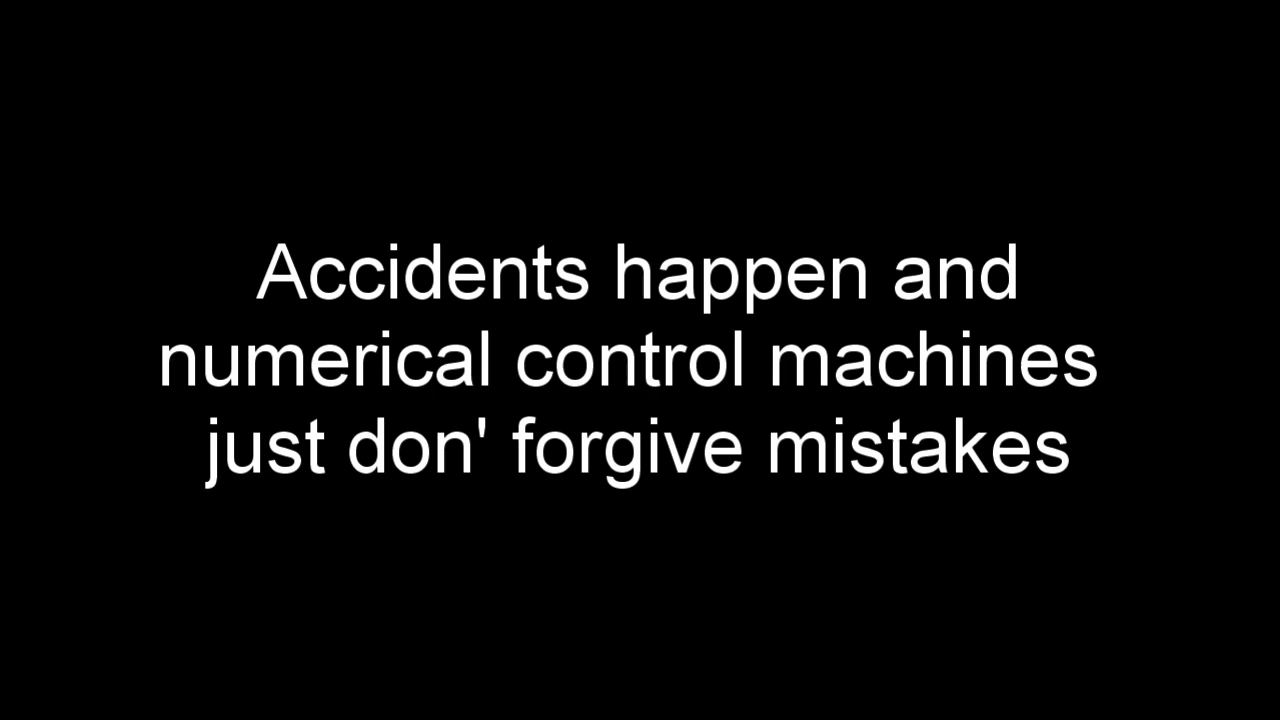 Accidents happen and
numerical control machines
just don' forgive mistakes